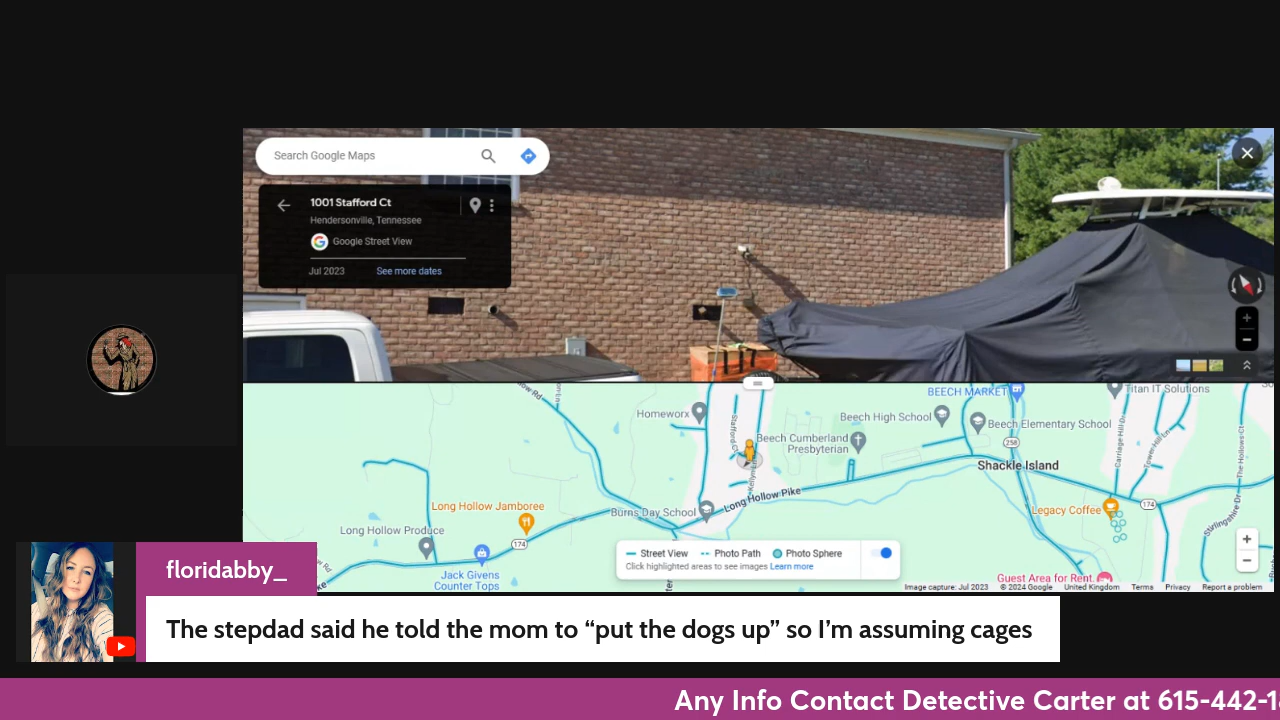 Search Google Maps
1001 Stafford Ct
Hendersonville, Tennessee
Google Street View
Jul 2023
See more dates
BEECH MARKET
Titan IT Solutions
Homeworx
Stafford Ct
Beech High School
Beech Elementary School
Beech Cumberland
Presbyterian
258
Shackle Island
Long Hollow Pike
Long Hollow Jamboree
Burns Day School
Legacy Coffee
174
Long Hollow Produce
174
Jack Givens
Counter Tops
Street View
Photo Path
Photo Sphere
Click highlighted areas to see images Learn more
Guest Area for Rent
Image capture: Jul 2023
© 2024 Google
United Kingdom
Terms
Privacy
Report a problem
floridabby_
The stepdad said he told the mom to “put the dogs up” so I’m assuming cages
Any Info Contact Detective Carter at 615-442-1